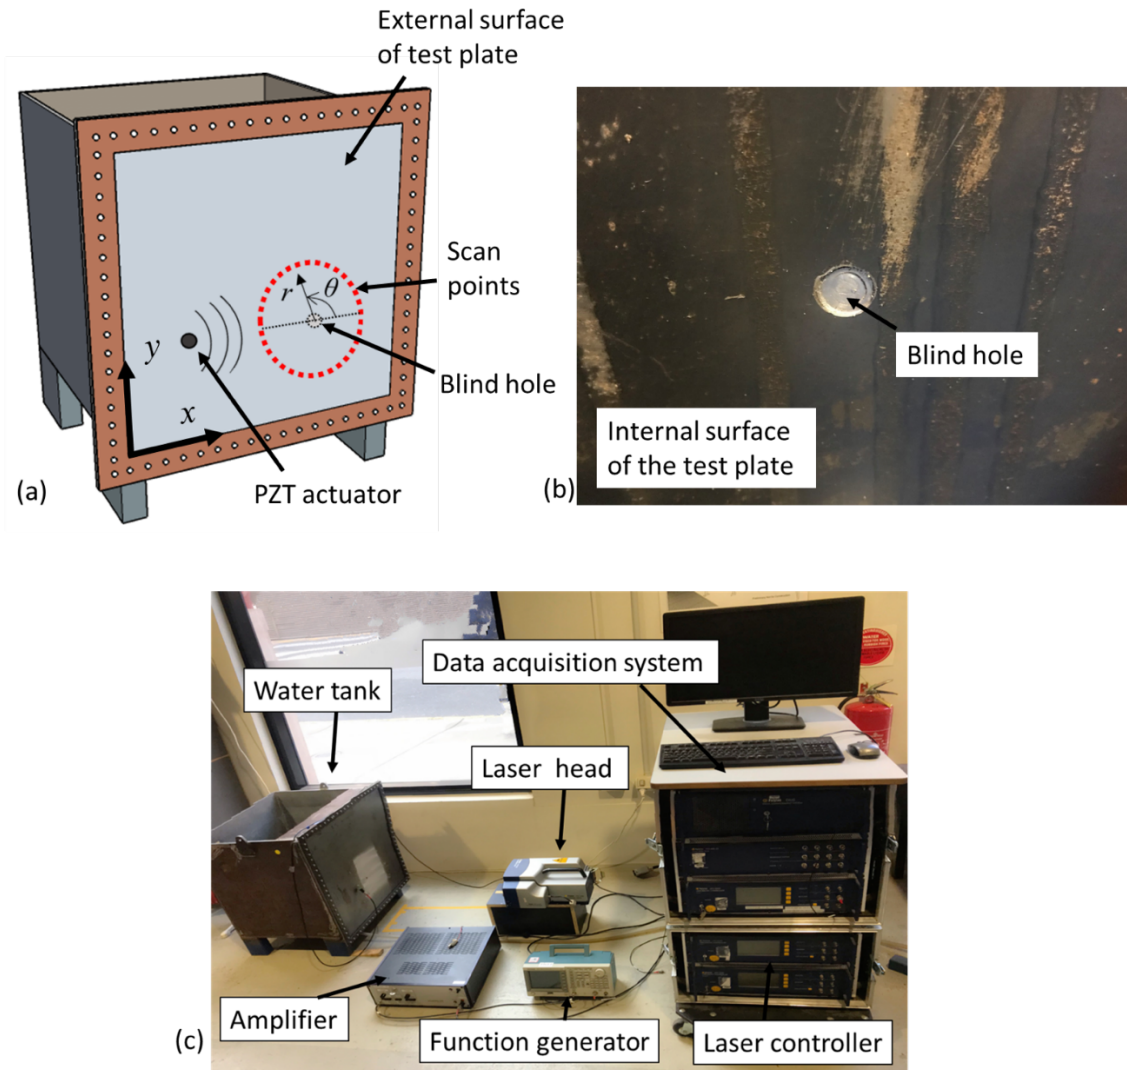 External surface
of test plate
Scan
points
r
θ
y
x
Blind hole
PZT actuator
(a)
Blind hole
Internal surface
of the test plate
(b)
Data acquisition system
Water tank
Laser head
Amplifier
Function generator
Laser controller
(c)